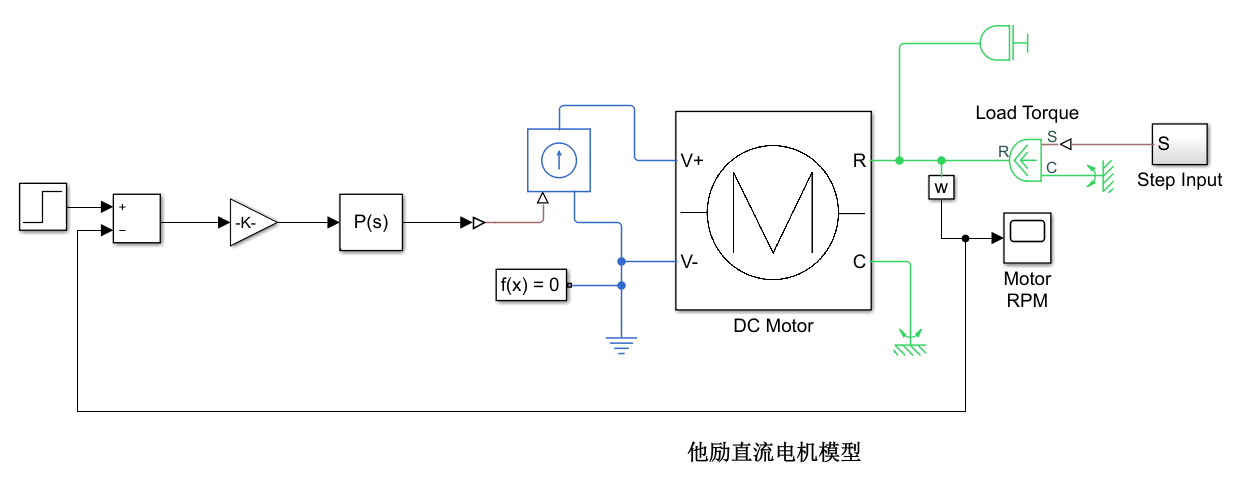 Load Torque
S
R
C
S
Step Input
V+
R
w
+
−
-K-
P(s)
V-
C
f(x) = 0
Motor
RPM
DC Motor
他励直流电机模型